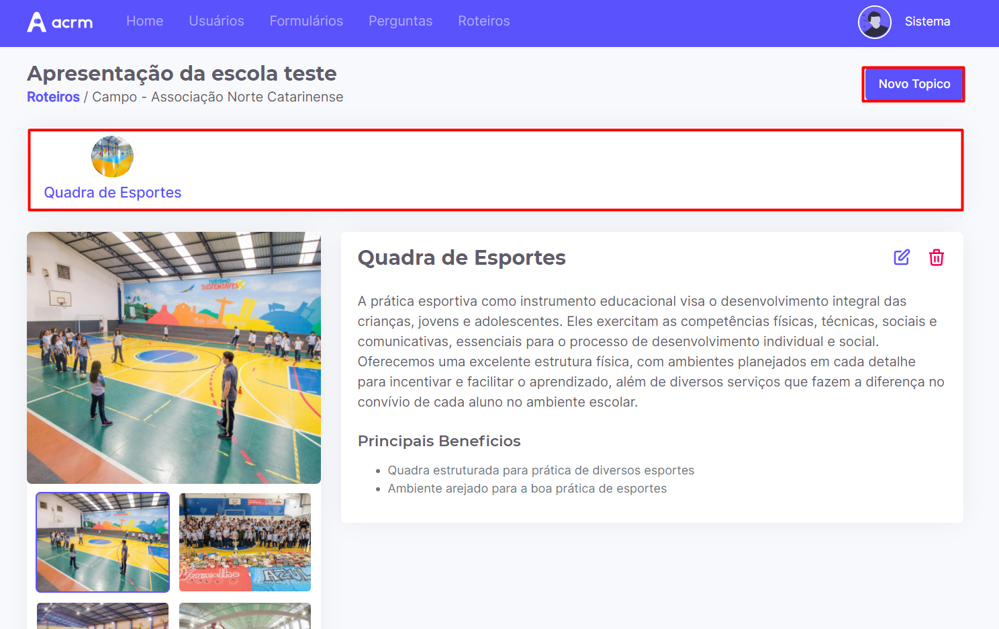 acrm Home Usuários Formulários Perguntas Roteiros Sistema
Apresentação da escola teste
Roteiros / Campo - Associação Norte Catarinense
Novo Topico
Quadra de Esportes
TURISMO
SUSTENTÁVEL
Quadra de Esportes
A prática esportiva como instrumento educacional visa o desenvolvimento integral das
crianças, jovens e adolescentes. Eles exercitam as competências físicas, técnicas, sociais e
comunicativas, essenciais para o processo de desenvolvimento individual e social.
Oferecemos uma excelente estrutura física, com ambientes planejados em cada detalhe
para incentivar e facilitar o aprendizado, além de diversos serviços que fazem a diferença no
convívio de cada aluno no ambiente escolar.
Principais Beneficios
• Quadra estruturada para prática de diversos esportes
• Ambiente arejado para a boa prática de esportes
Vermelho
AZUL